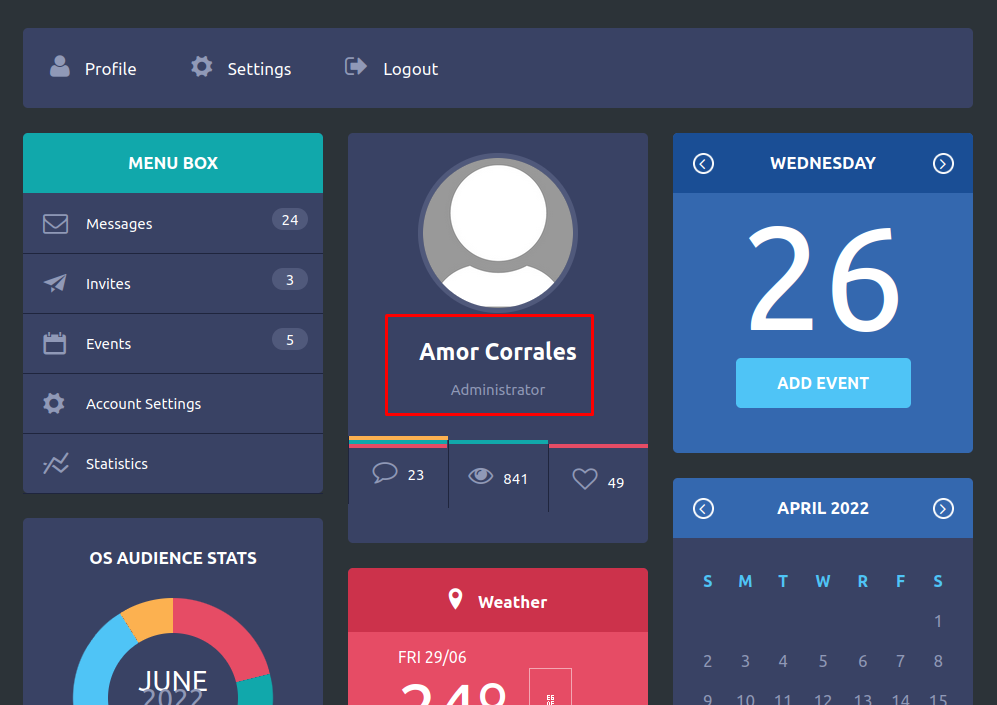 Profile
Settings
Logout
MENU BOX
Messages
24
Invites
3
Events
5
Account Settings
Statistics
OS AUDIENCE STATS
JUNE
2022
Amor Corrales
Administrator
23
841
49
Weather
FRI 29/06
24º
WEDNESDAY
26
ADD EVENT
APRIL 2022
S M T W R F S
1
2 3 4 5 6 7 8
9 10 11 12 13 14 15